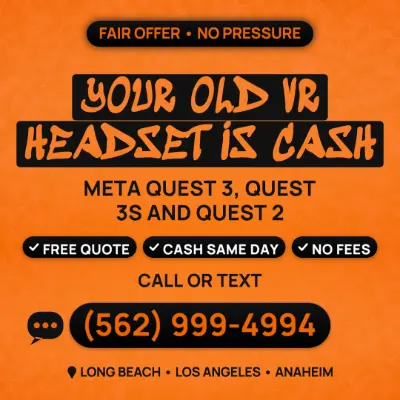 FAIR OFFER • NO PRESSURE
YOUR OLD VR
HEADSET IS CASH
META QUEST 3, QUEST
3S AND QUEST 2
✓ FREE QUOTE ✓ CASH SAME DAY ✓ NO FEES
CALL OR TEXT
(562) 999-4994
LONG BEACH • LOS ANGELES • ANAHEIM